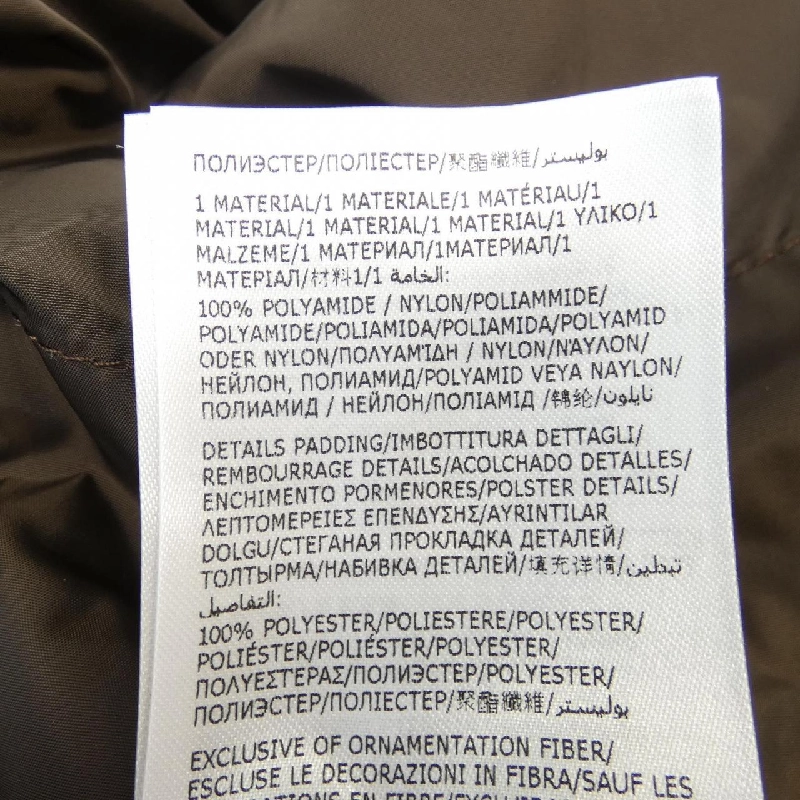 ПОЛИЭСТЕР/ПОЛІЕСТЕР/聚酯纖維/بوليستر
1 MATERIAL/1 MATERIALE/1 MATÉRIAU/1
MATERIAL/1 MATERIAL/1 MATERIAL/1 ΥΛΙΚΟ/1
MALZEME/1 МАТЕРИАЛ/1МАТЕРИАЛ/1
МАТЕРІАЛ/材料1/1 الخامة:
100% POLYAMIDE / NYLON/POLIAMMIDE/
POLYAMIDE/POLIAMIDA/POLIAMIDA/POLYAMID
ODER NYLON/ΠΟΛΥΑΜΊΔΗ / NYLON/ΝΆΥΛΟΝ/
НЕЙЛОН, ПОЛИАМИД/POLYAMID VEYA NAYLON/
ПОЛИАМИД / НЕЙЛОН/ПОЛІАМІД /锦纶/نايلون
DETAILS PADDING/IMBOTTITURA DETTAGLI/
REMBOURRAGE DETAILS/ACOLCHADO DETALLES/
ENCHIMENTO PORMENORES/POLSTER DETAILS/
ΛΕΠΤΟΜΕΡΕΙΕΣ ΕΠΕΝΔΥΣΗΣ/AYRINTILAR
DOLGU/СТЕГАНАЯ ПРОКЛАДКА ДЕТАЛЕЙ/
ТОЛТЫРМА/НАБИВКА ДЕТАЛЕЙ/填充详情/تبطين
التفاصيل:
100% POLYESTER/POLIESTERE/POLYESTER/
POLIÉSTER/POLIÉSTER/POLYESTER/
ΠΟΛΥΕΣΤΕΡΑΣ/ПОЛИЭСТЕР/POLYESTER/
ПОЛИЭСТЕР/ПОЛІЕСТЕР/聚酯纖維/بوليستر
EXCLUSIVE OF ORNAMENTATION FIBER/
ESCLUSE LE DECORAZIONI IN FIBRA/SAUF LES